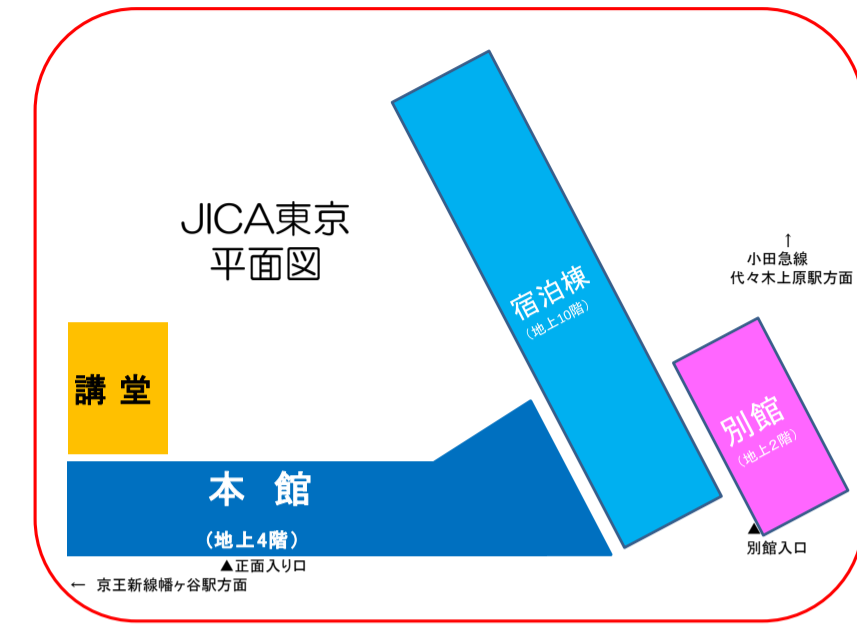 JICA東京
平面図
宿泊棟
（地上10階）
↑
小田急線
代々木上原駅方面
講堂
別館
（地上2階）
本館
（地上4階）
▲正面入り口
▲
別館入口
← 京王新線幡ヶ谷駅方面